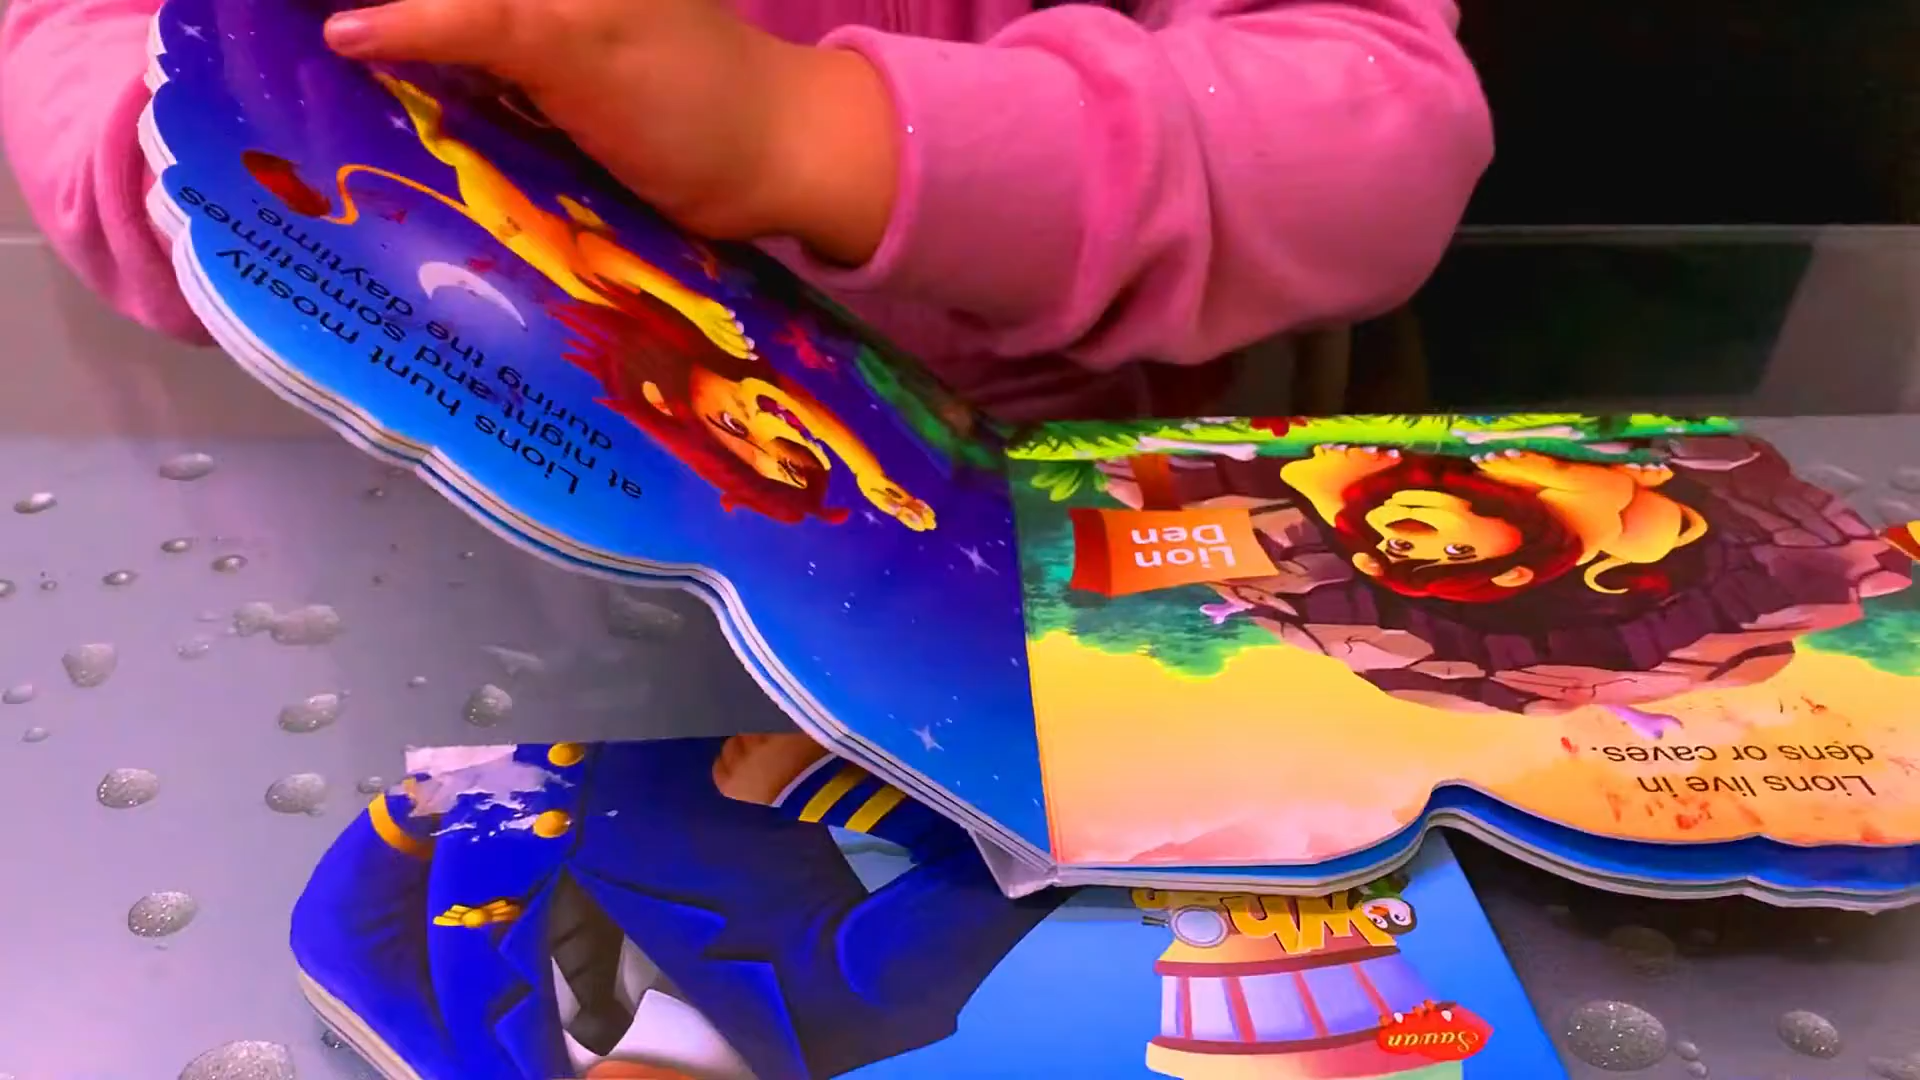 Lions hunt mostly
at night and sometimes
during the daytime.
Lion
Den
Lions live in
dens or caves.
Sawan